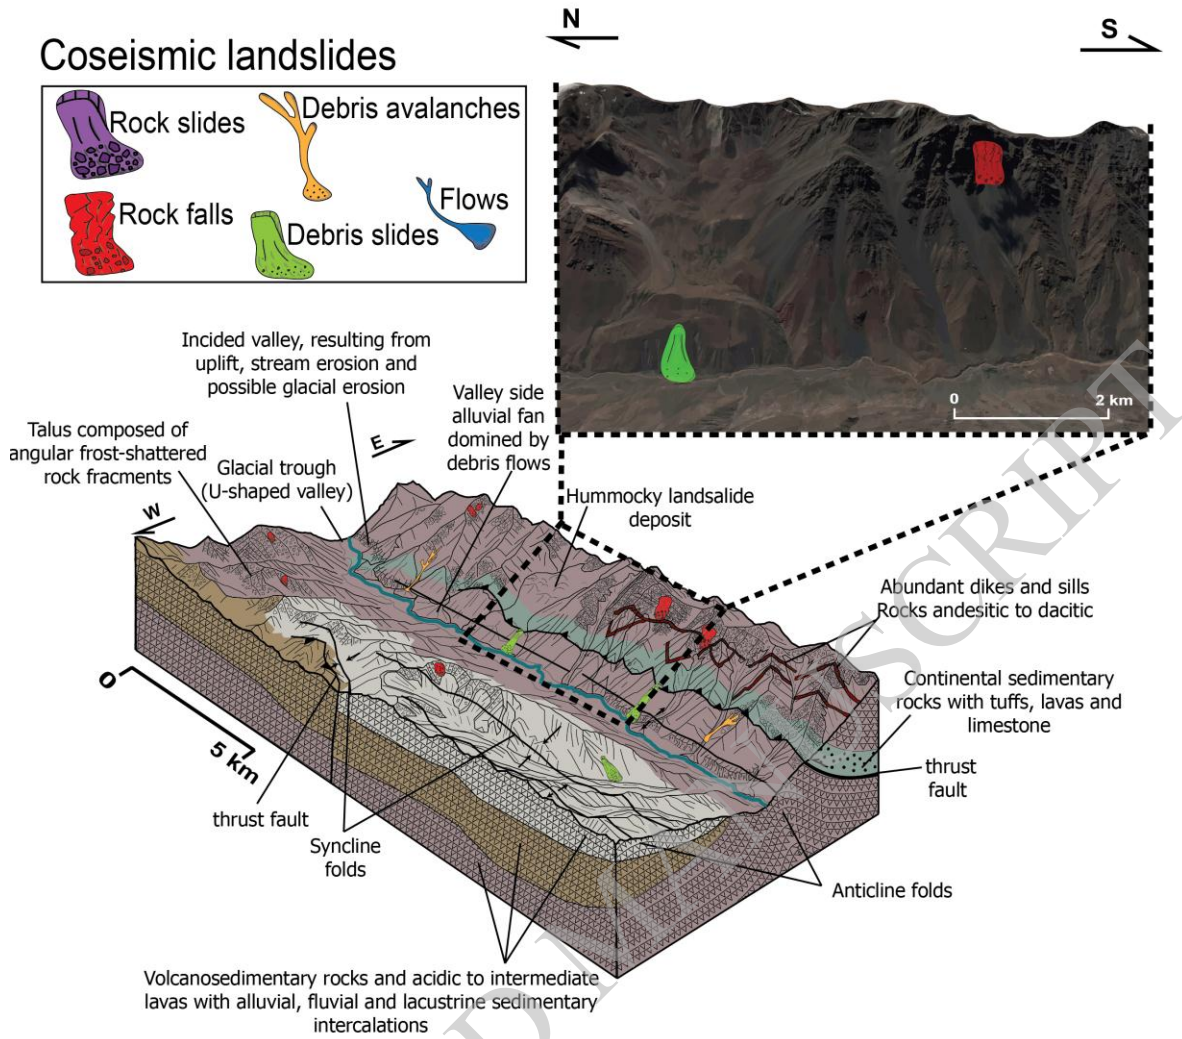 N
S
Coseismic landslides
Rock slides
Debris avalanches
Rock falls
Debris slides
Flows
0
2 km
Incided valley, resulting from
uplift, stream erosion and
possible glacial erosion
Valley side
alluvial fan
domined by
debris flows
Talus composed of
angular frost-shattered
rock fracments
Glacial trough
(U-shaped valley)
E
W
Hummocky landsalide
deposit
Abundant dikes and sills
Rocks andesitic to dacitic
Continental sedimentary
rocks with tuffs, lavas and
limestone
thrust
fault
0
5 km
thrust fault
Syncline
folds
Anticline folds
Volcanosedimentary rocks and acidic to intermediate
lavas with alluvial, fluvial and lacustrine sedimentary
intercalations
D MANUSCRIPT